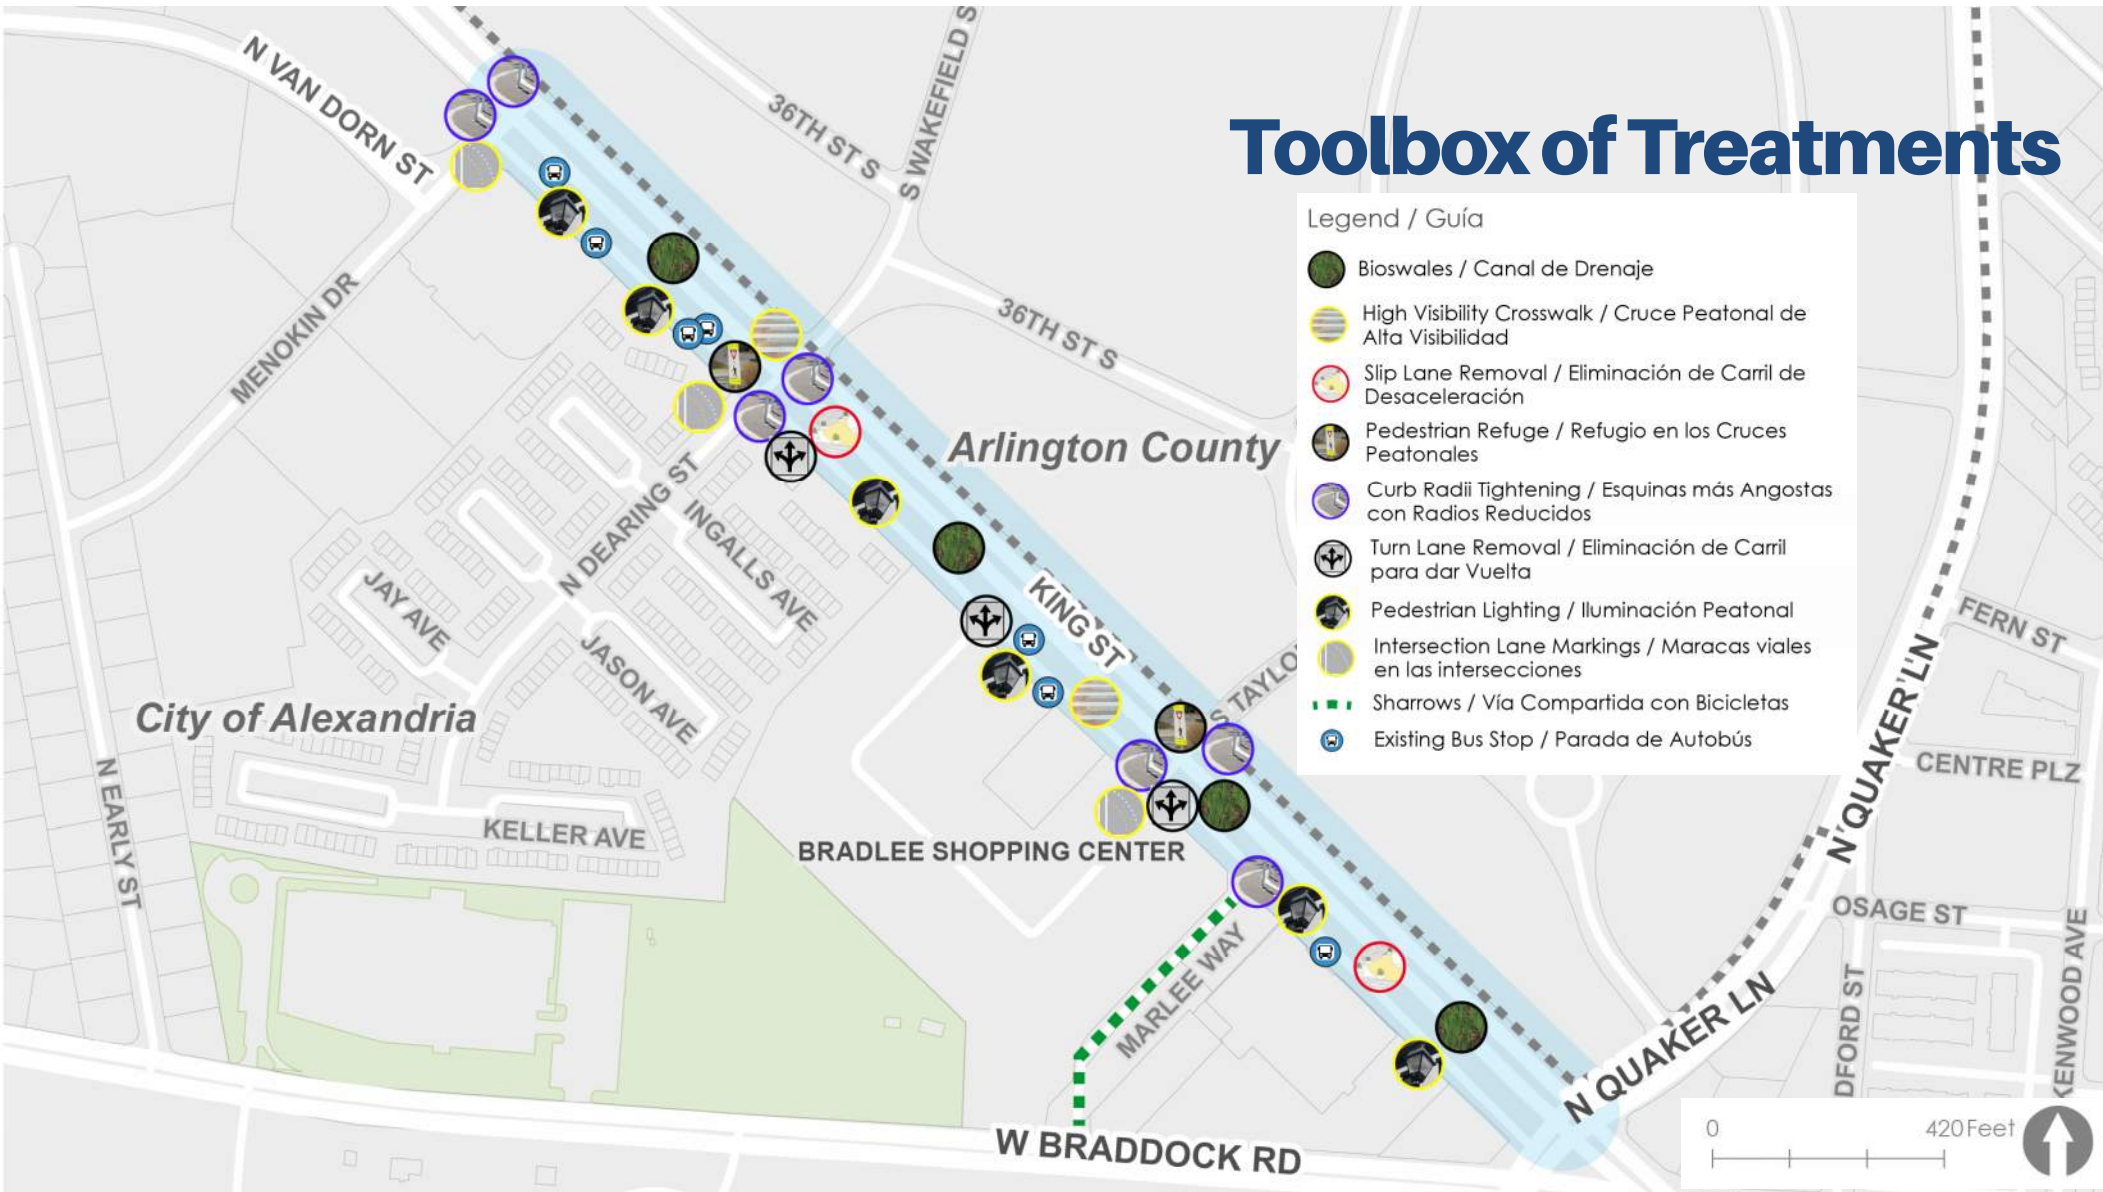 Toolbox of Treatments
Legend / Guía
Bioswales / Canal de Drenaje
High Visibility Crosswalk / Cruce Peatonal de
Alta Visibilidad
Slip Lane Removal / Eliminación de Carril de
Desaceleración
Pedestrian Refuge / Refugio en los Cruces
Peatonales
Curb Radii Tightening / Esquinas más Angostas
con Radios Reducidos
Turn Lane Removal / Eliminación de Carril
para dar Vuelta
Pedestrian Lighting / Iluminación Peatonal
Intersection Lane Markings / Maracas viales
en las intersecciones
Sharrows / Vía Compartida con Bicicletas
Existing Bus Stop / Parada de Autobús
N VAN DORN ST
36TH ST S
S WAKEFIELD S
36TH ST S
MENOKIN DR
Arlington County
N DEARING ST
INGALLS AVE
JAY AVE
JASON AVE
KING ST
S TAYLO
City of Alexandria
N EARLY ST
KELLER AVE
BRADLEE SHOPPING CENTER
MARLEE WAY
W BRADDOCK RD
N QUAKER LN
N QUAKER LN
FERN ST
CENTRE PLZ
OSAGE ST
DFORD ST
KENWOOD AVE
0
420 Feet